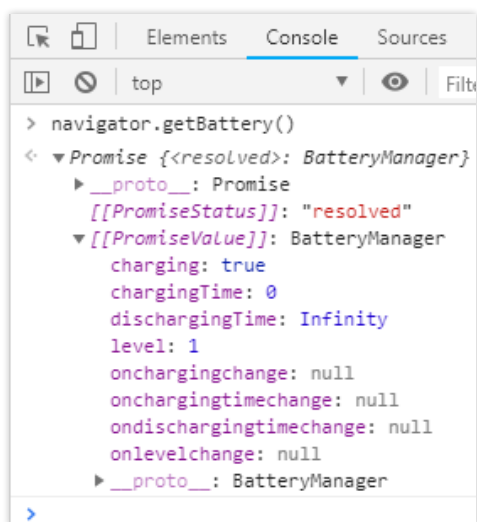 Elements Console Sources
top Filt
> navigator.getBattery()
Promise {<resolved>: BatteryManager}
__proto__: Promise
[[PromiseStatus]]: "resolved"
[[PromiseValue]]: BatteryManager
charging: true
chargingTime: 0
dischargingTime: Infinity
level: 1
onchargingchange: null
onchargingtimechange: null
ondischargingtimechange: null
onlevelchange: null
__proto__: BatteryManager